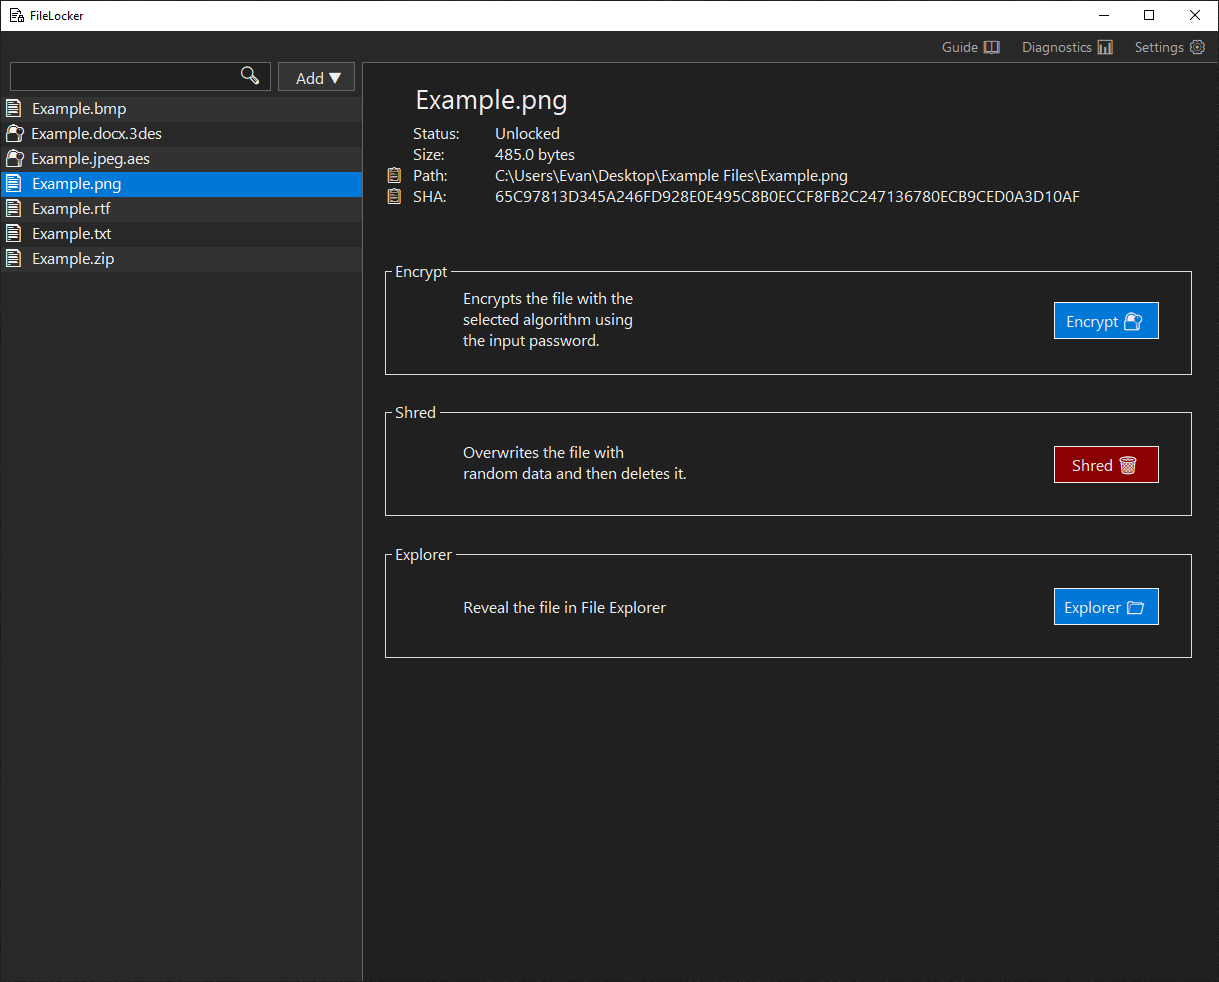 FileLocker
Guide
Diagnostics
Settings
Add ▼
Example.bmp
Example.docx.3des
Example.jpeg.aes
Example.png
Example.rtf
Example.txt
Example.zip
Example.png
Status: Unlocked
Size: 485.0 bytes
Path: C:\Users\Evan\Desktop\Example Files\Example.png
SHA: 65C97813D345A246FD928E0E495C8B0ECCF8FB2C247136780ECB9CED0A3D10AF
Encrypt
Encrypts the file with the
selected algorithm using
the input password.
Encrypt
Shred
Overwrites the file with
random data and then deletes it.
Shred
Explorer
Reveal the file in File Explorer
Explorer